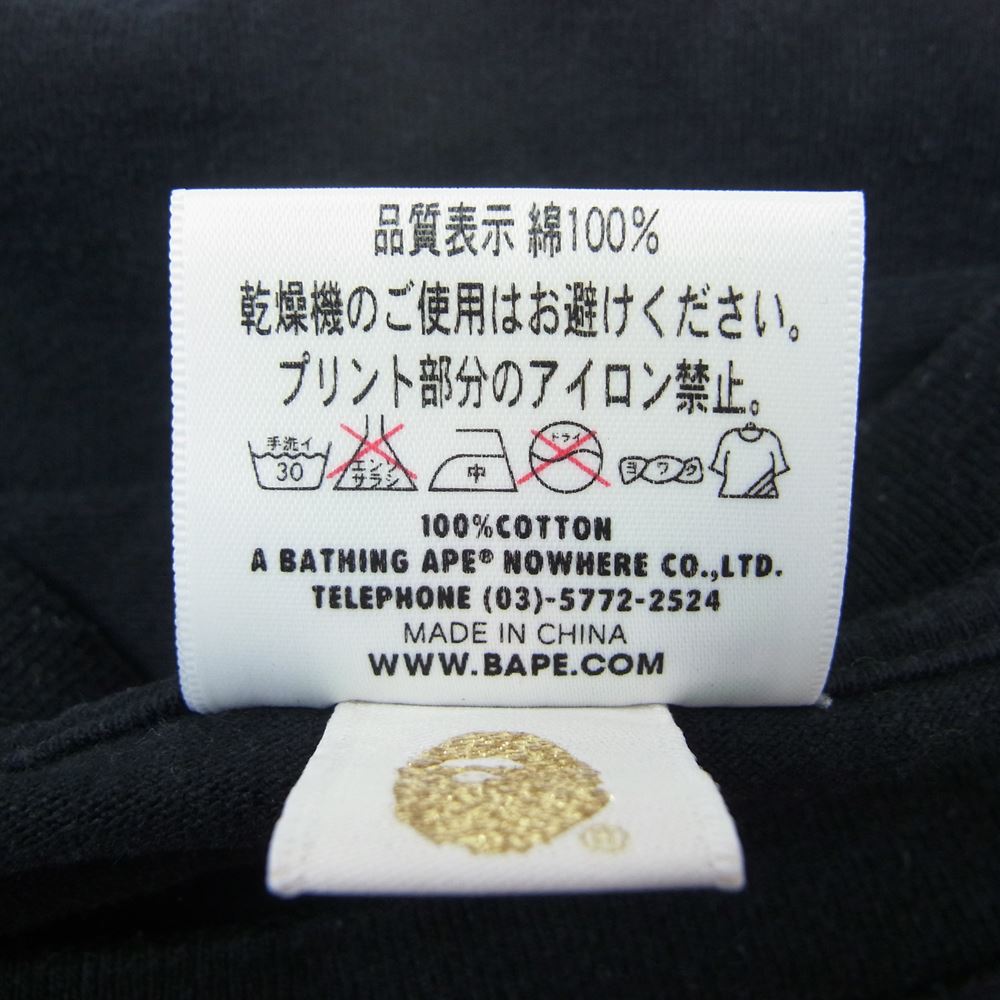 品質表示 綿100%
乾燥機のご使用はお避けください。
プリント部分のアイロン禁止。
手洗イ 30 エンソサラシ 中 ドライ ヨワク
100%COTTON
A BATHING APE® NOWHERE CO.,LTD.
TELEPHONE (03)-5772-2524
MADE IN CHINA
WWW.BAPE.COM